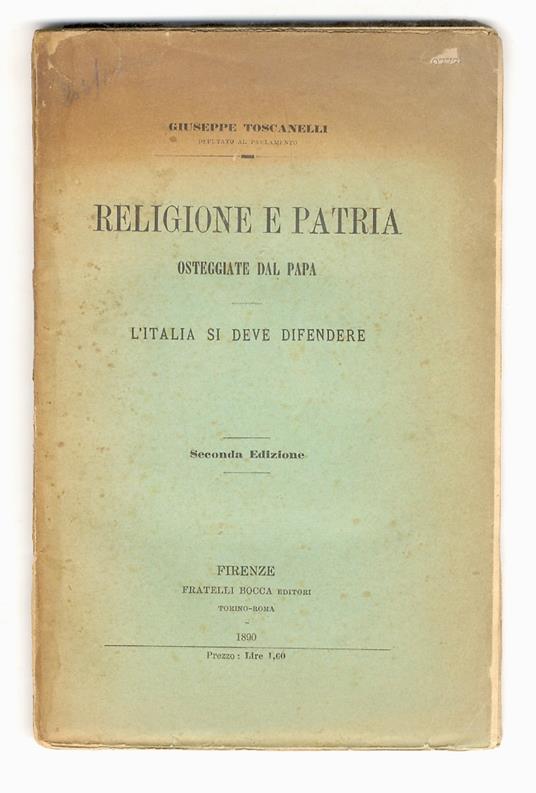 GIUSEPPE TOSCANELLI
DEPUTATO AL PARLAMENTO
RELIGIONE E PATRIA
OSTEGGIATE DAL PAPA
L'ITALIA SI DEVE DIFENDERE
Seconda Edizione
FIRENZE
FRATELLI BOCCA EDITORI
TORINO-ROMA
1890
Prezzo: Lire 1,60